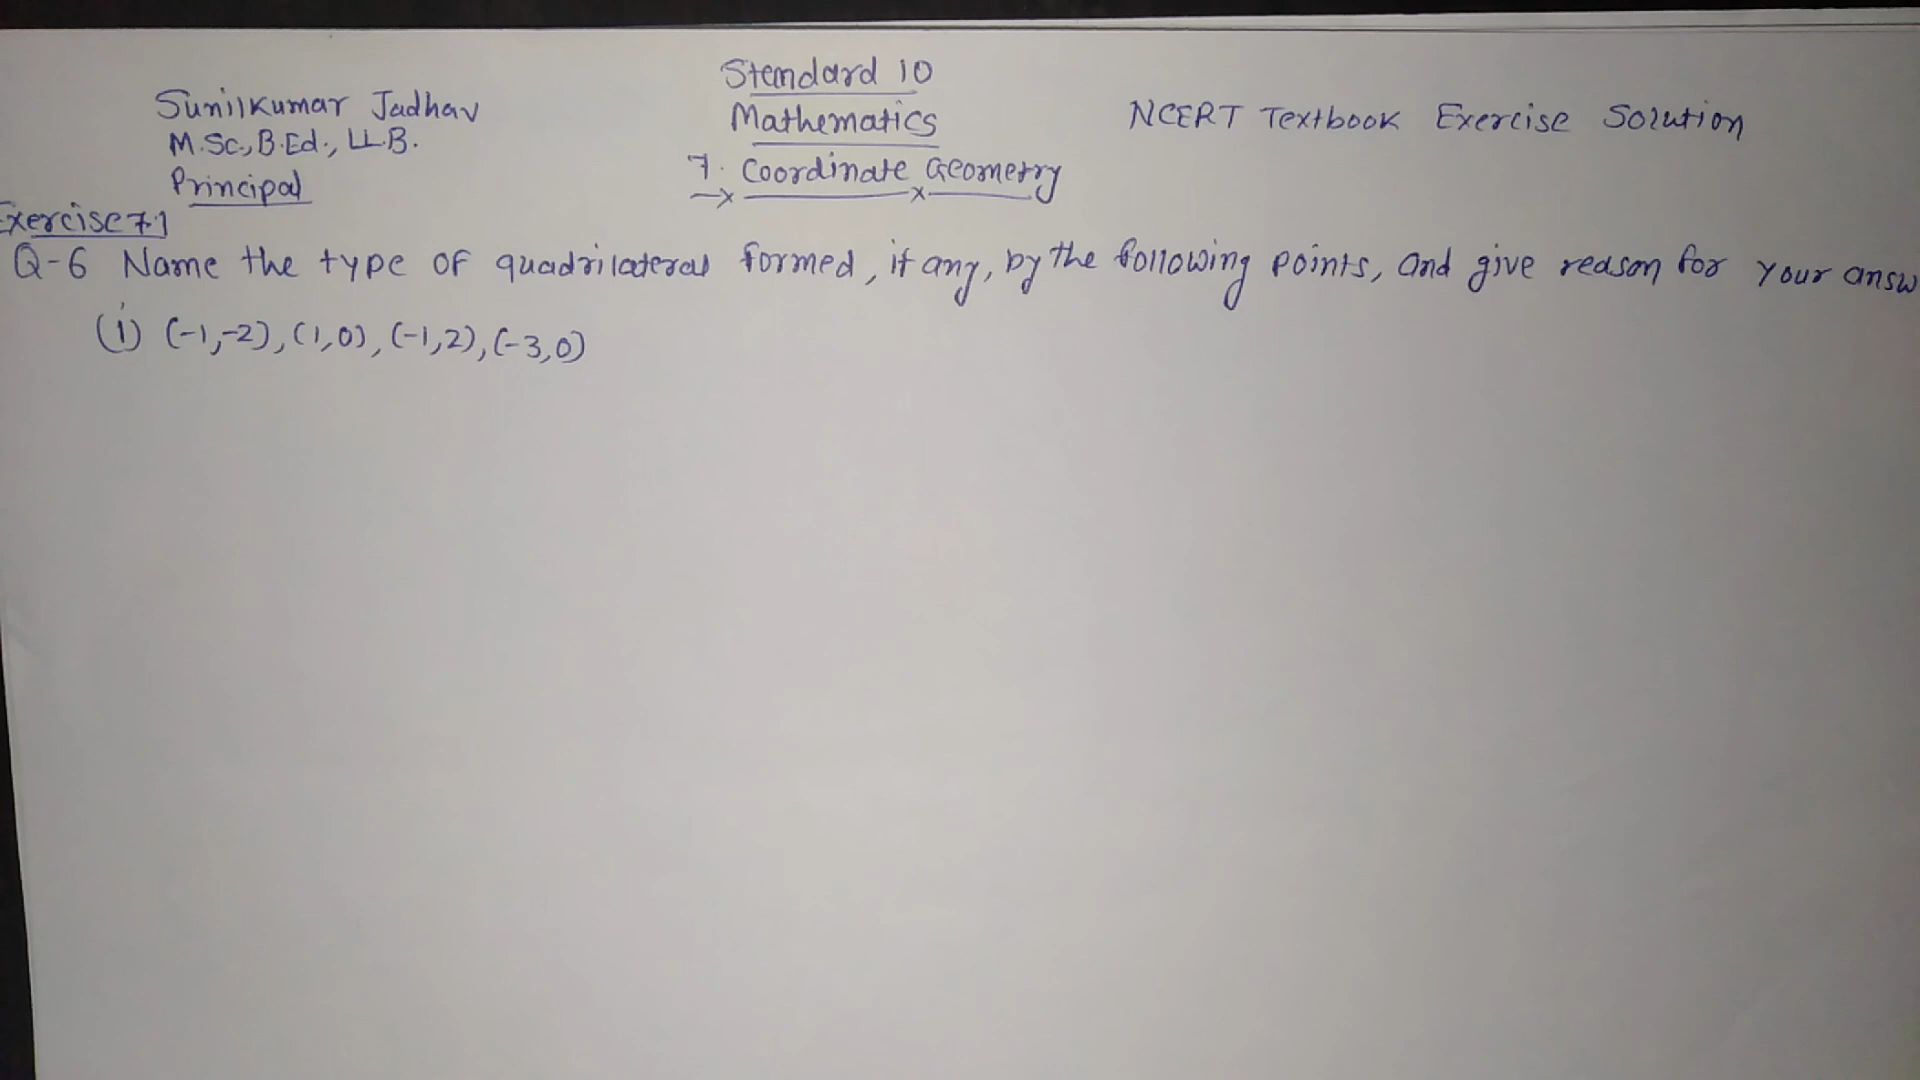 Sunilkumar Jadhav
M.Sc., B.Ed., LL.B.
Principal
Standard 10
Mathematics
7. Coordinate Geometry
NCERT Textbook Exercise Solution
Exercise 7.1
Q-6 Name the type of quadrilateral formed, if any, by the following points, and give reason for your answ
(i) (-1,-2), (1,0), (-1,2), (-3,0)